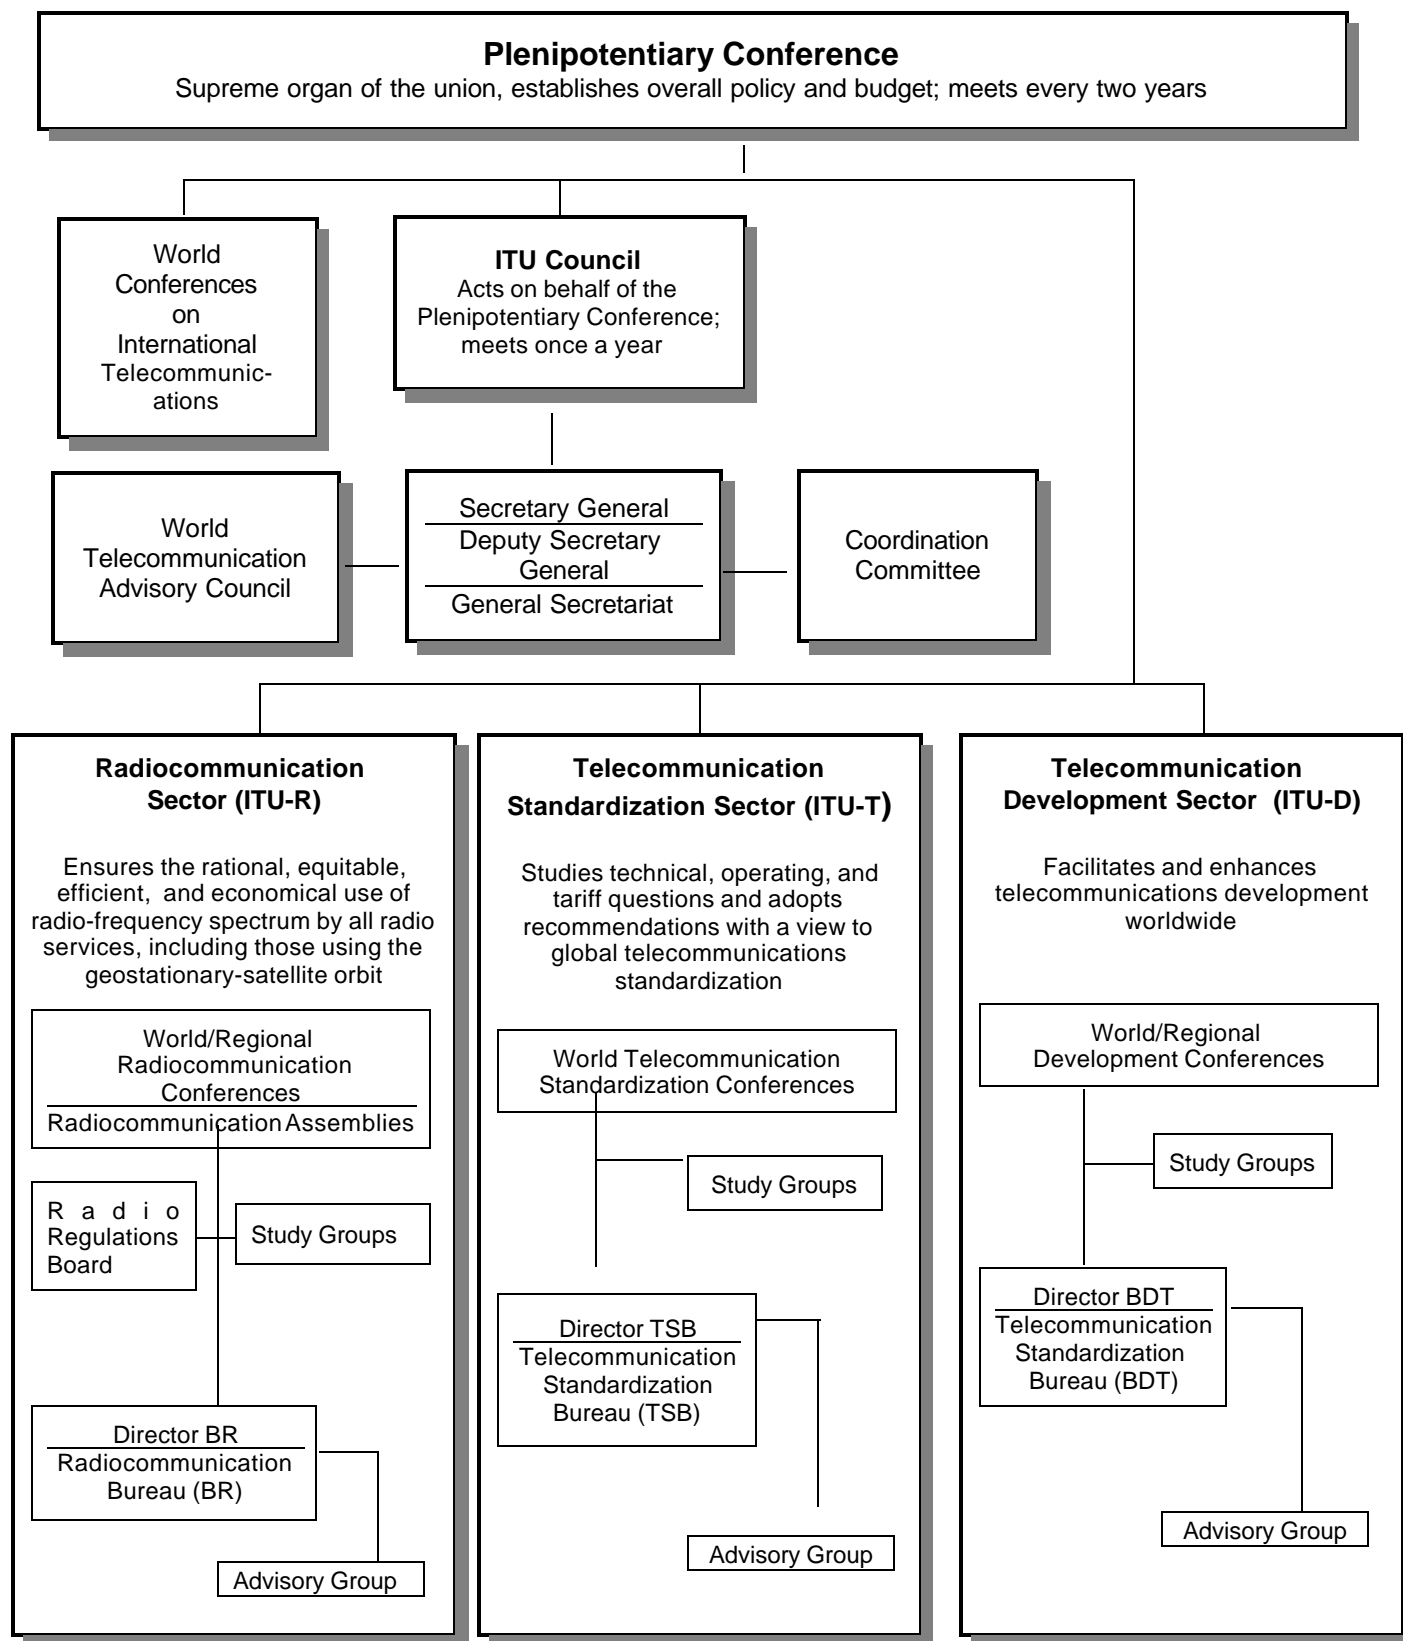 Plenipotentiary Conference
Supreme organ of the union, establishes overall policy and budget; meets every two years
World
Conferences
on
International
Telecommunic-
ations
ITU Council
Acts on behalf of the
Plenipotentiary Conference;
meets once a year
World
Telecommunication
Advisory Council
Secretary General
Deputy Secretary
General
General Secretariat
Coordination
Committee
Radiocommunication
Sector (ITU-R)
Ensures the rational, equitable,
efficient, and economical use of
radio-frequency spectrum by all radio
services, including those using the
geostationary-satellite orbit
World/Regional
Radiocommunication
Conferences
Radiocommunication Assemblies
Radio
Regulations
Board
Study Groups
Director BR
Radiocommunication
Bureau (BR)
Advisory Group
Telecommunication
Standardization Sector (ITU-T)
Studies technical, operating, and
tariff questions and adopts
recommendations with a view to
global telecommunications
standardization
World Telecommunication
Standardization Conferences
Study Groups
Director TSB
Telecommunication
Standardization
Bureau (TSB)
Advisory Group
Telecommunication
Development Sector (ITU-D)
Facilitates and enhances
telecommunications development
worldwide
World/Regional
Development Conferences
Study Groups
Director BDT
Telecommunication
Standardization
Bureau (BDT)
Advisory Group